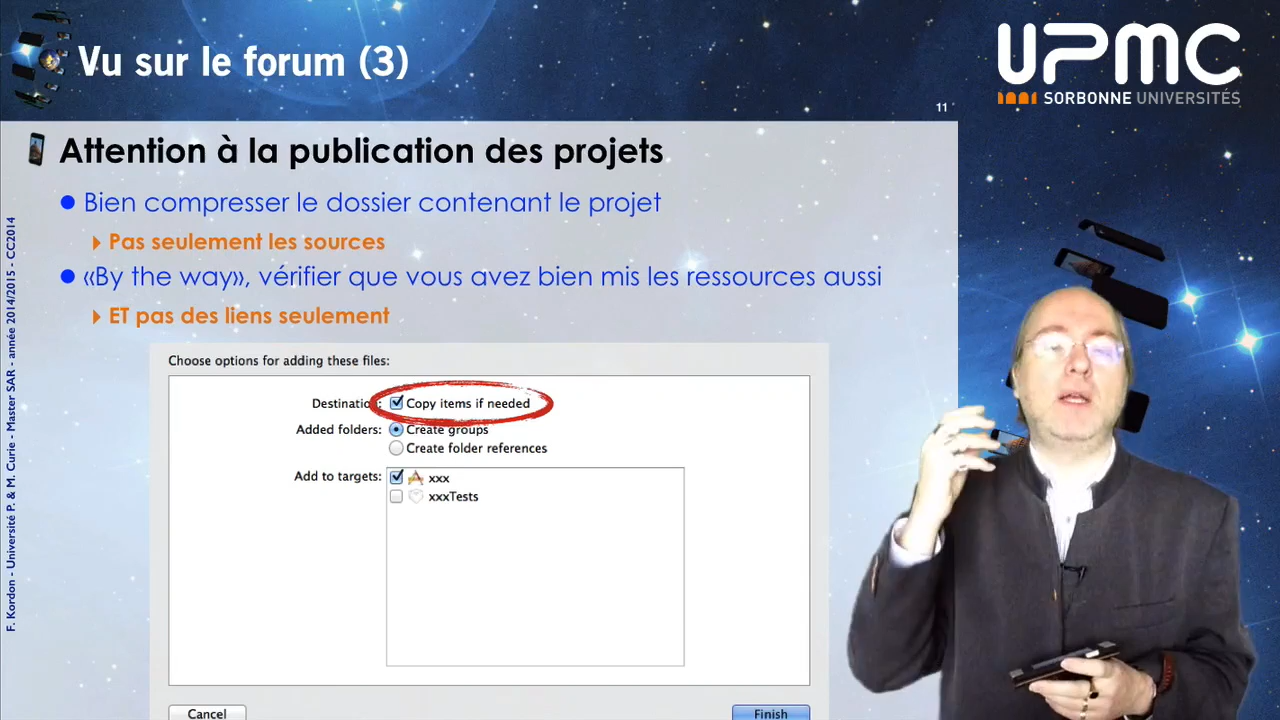 Vu sur le forum (3)
UPMC
SORBONNE UNIVERSITÉS
11
Attention à la publication des projets
Bien compresser le dossier contenant le projet
Pas seulement les sources
«By the way», vérifier que vous avez bien mis les ressources aussi
ET pas des liens seulement
Choose options for adding these files:
Destination: Copy items if needed
Added folders: Create groups
Create folder references
Add to targets: xxx
xxxTests
Cancel
Finish
F. Kordon - Université P. & M. Curie - Master SAR - année 2014/2015 - CC2014